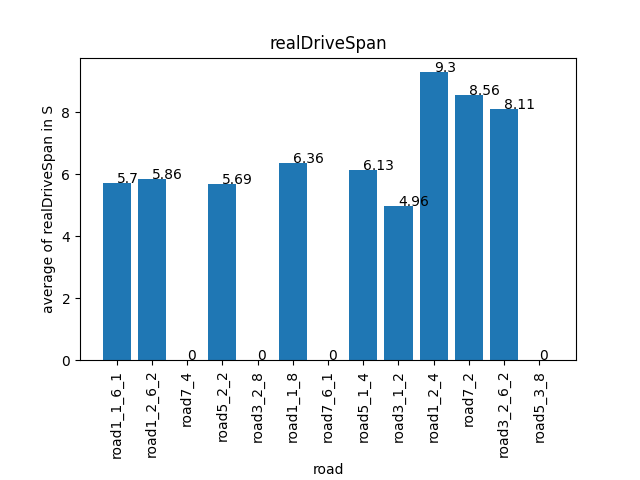 realDriveSpan
average of realDriveSpan in S
8
6
4
2
0
5.7
5.86
0
5.69
0
6.36
0
6.13
4.96
9.3
8.56
8.11
0
road1_1_6_1
road1_2_6_2
road7_4
road5_2_2
road3_2_8
road1_1_8
road7_6_1
road5_1_4
road3_1_2
road1_2_4
road7_2
road3_2_6_2
road5_3_8
road